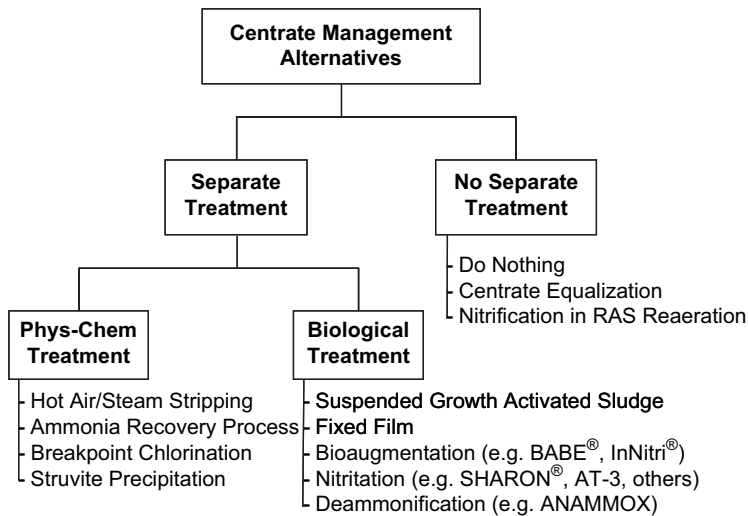 Centrate Management
Alternatives
Separate
Treatment
No Separate
Treatment
- Do Nothing
- Centrate Equalization
- Nitrification in RAS Reaeration
Phys-Chem
Treatment
- Hot Air/Steam Stripping
- Ammonia Recovery Process
- Breakpoint Chlorination
- Struvite Precipitation
Biological
Treatment
- Suspended Growth Activated Sludge
- Fixed Film
- Bioaugmentation (e.g. BABE®, InNitri®)
- Nitritation (e.g. SHARON®, AT-3, others)
- Deammonification (e.g. ANAMMOX)